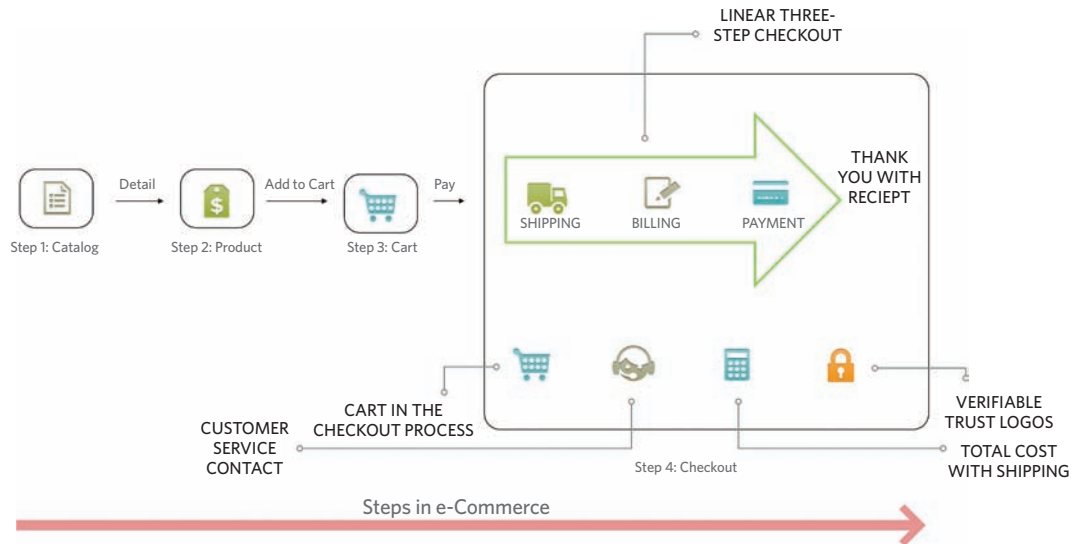 LINEAR THREE-
STEP CHECKOUT
THANK
YOU WITH
RECIEPT
Detail
Add to Cart
Pay
$
SHIPPING
BILLING
PAYMENT
Step 1: Catalog
Step 2: Product
Step 3: Cart
CART IN THE
CHECKOUT PROCESS
CUSTOMER
SERVICE
CONTACT
VERIFIABLE
TRUST LOGOS
TOTAL COST
WITH SHIPPING
Step 4: Checkout
Steps in e-Commerce